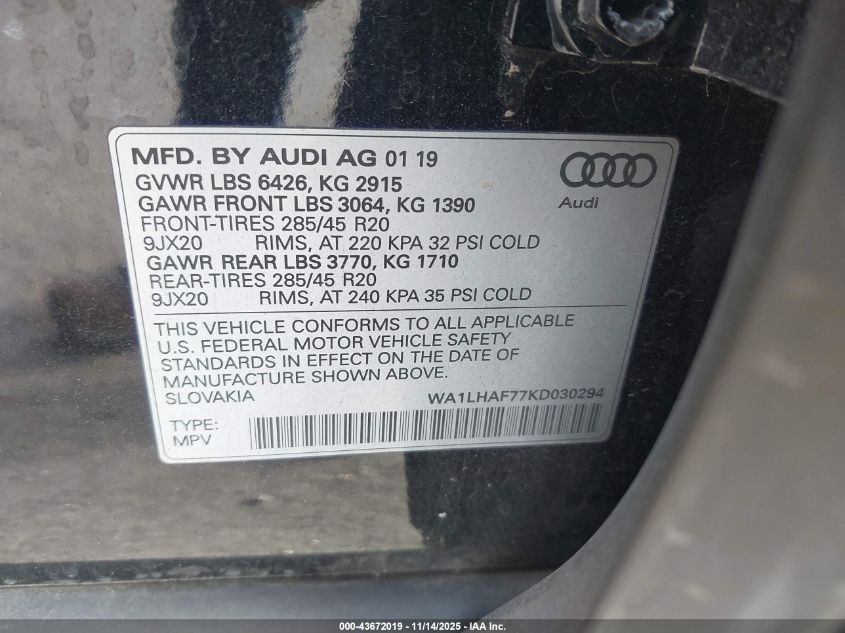 MFD. BY AUDI AG 01 19
GVWR LBS 6426, KG 2915
GAWR FRONT LBS 3064, KG 1390
FRONT-TIRES 285/45 R20
9JX20 RIMS, AT 220 KPA 32 PSI COLD
GAWR REAR LBS 3770, KG 1710
REAR-TIRES 285/45 R20
9JX20 RIMS, AT 240 KPA 35 PSI COLD
Audi
THIS VEHICLE CONFORMS TO ALL APPLICABLE
U.S. FEDERAL MOTOR VEHICLE SAFETY
STANDARDS IN EFFECT ON THE DATE OF
MANUFACTURE SHOWN ABOVE.
SLOVAKIA WA1LHAF77KD030294
TYPE:
MPV
000-43672019 - 11/14/2025 - IAA Inc.